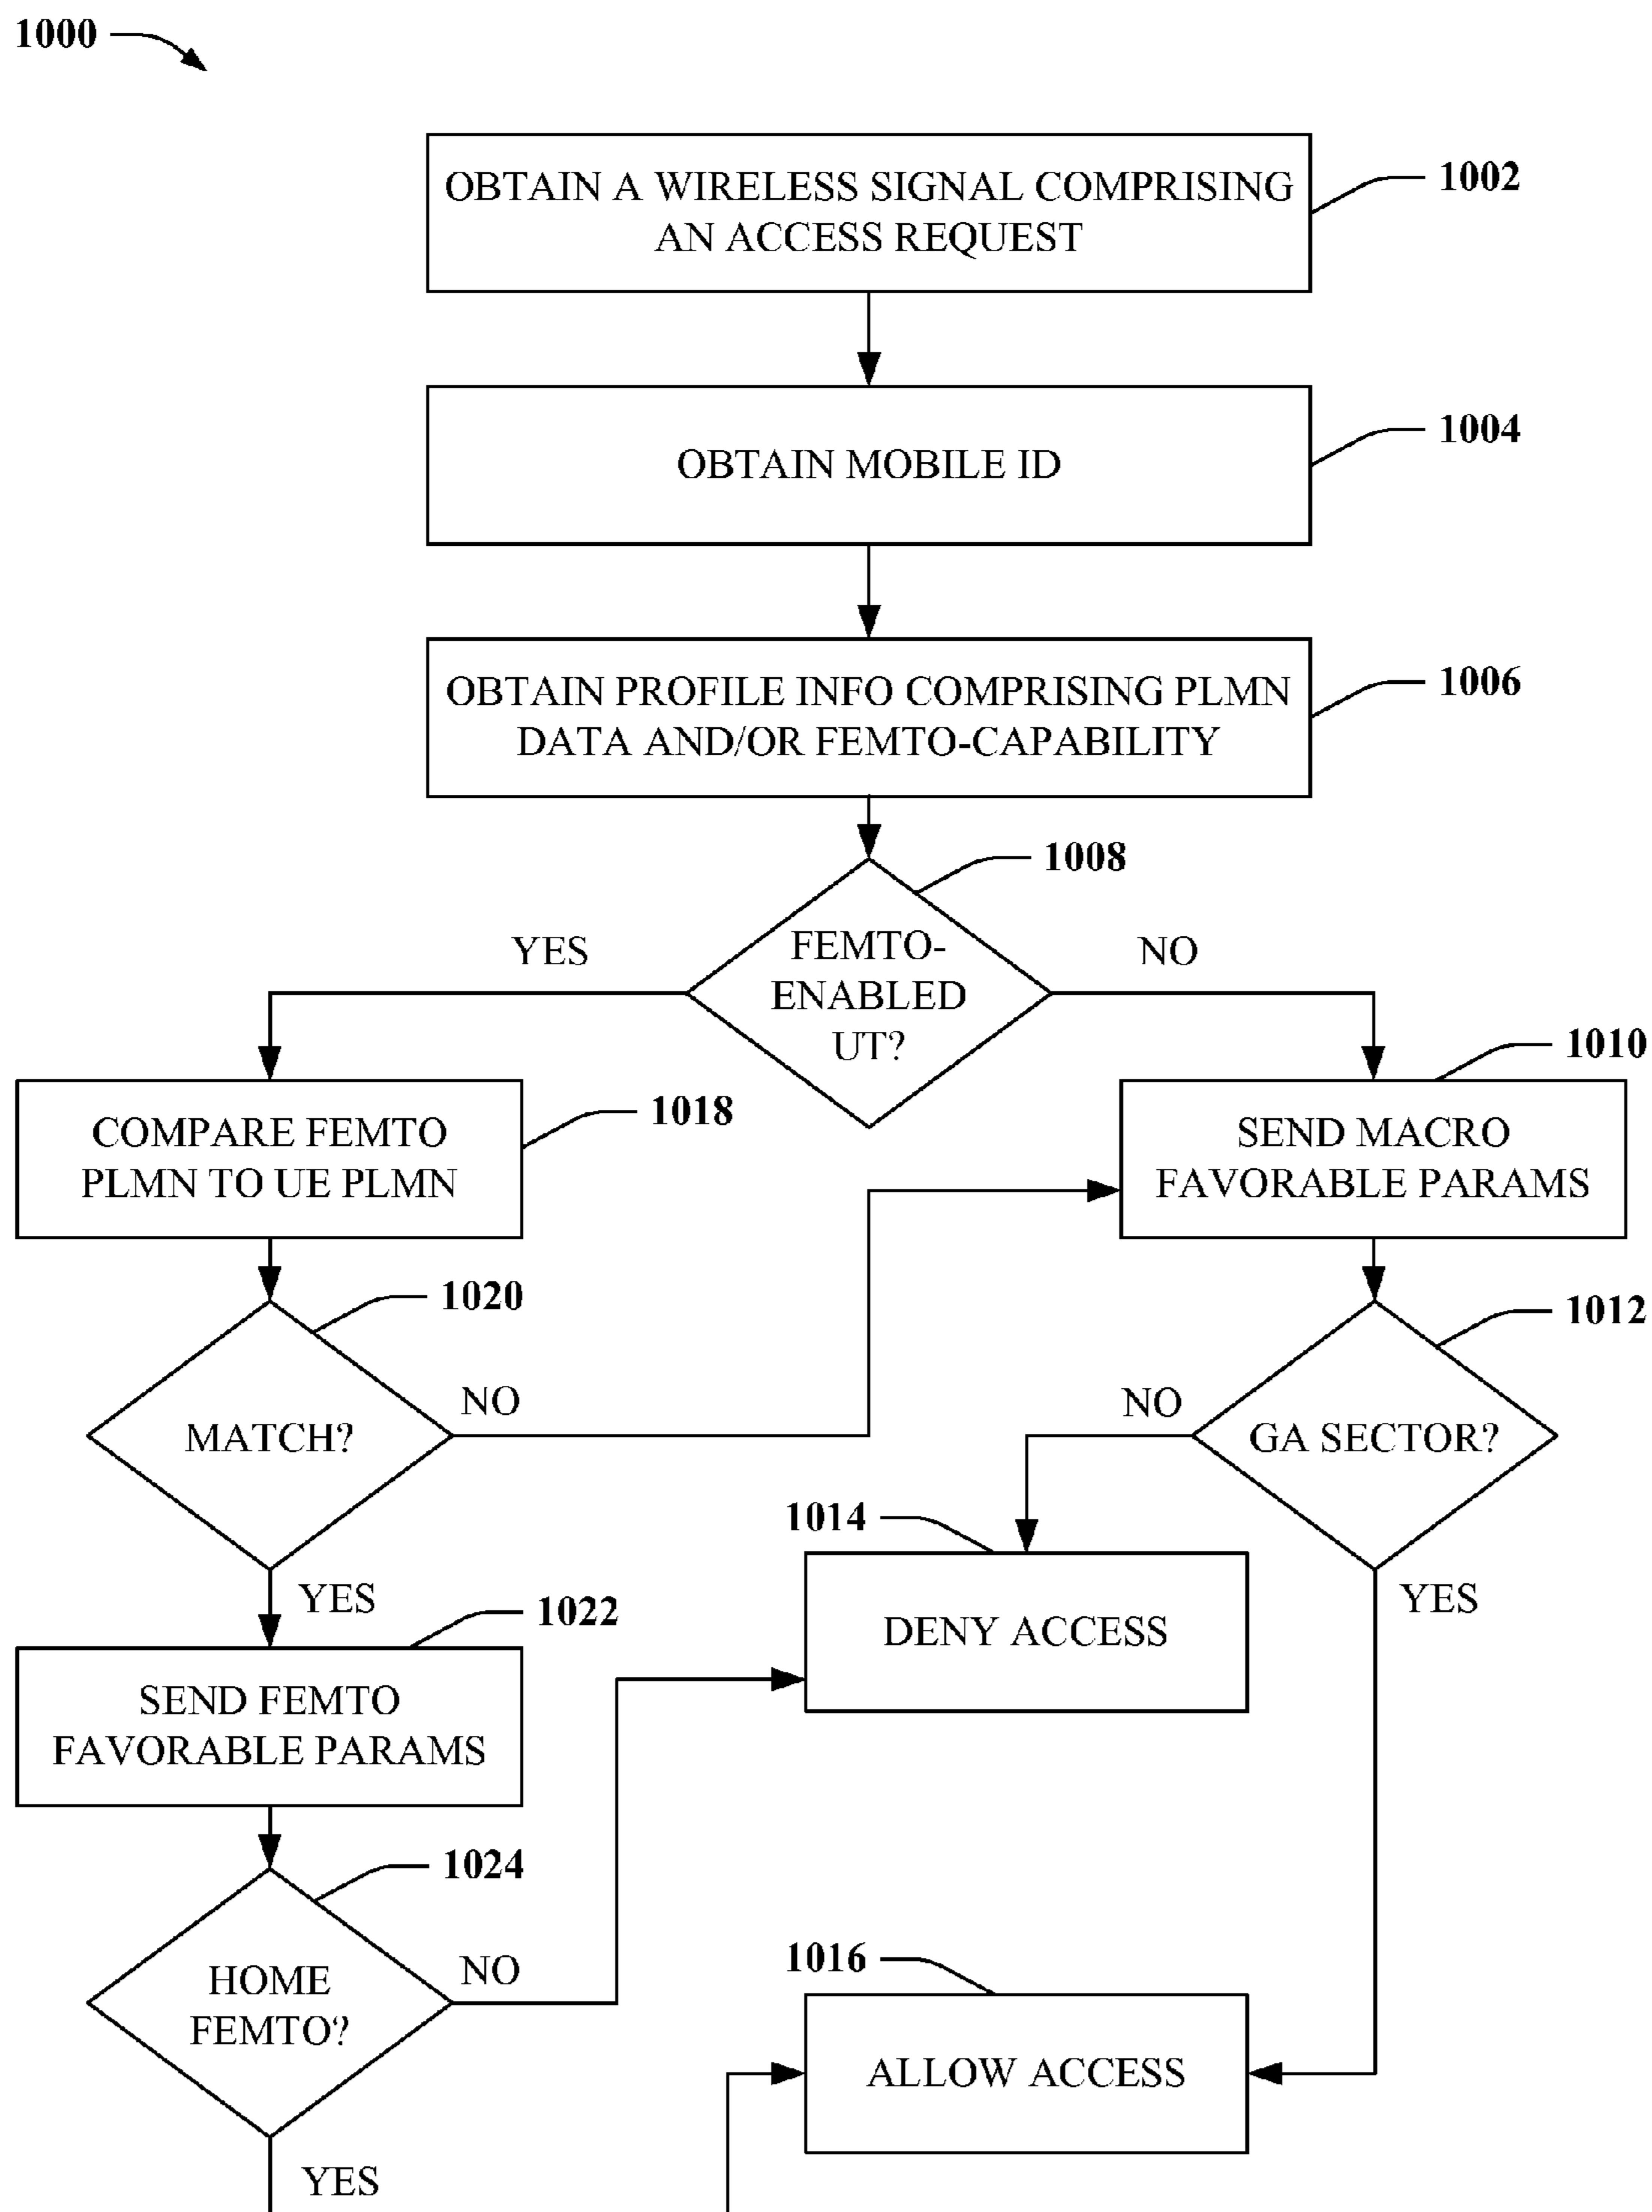 1000
OBTAIN A WIRELESS SIGNAL COMPRISING
AN ACCESS REQUEST
1002
OBTAIN MOBILE ID
1004
OBTAIN PROFILE INFO COMPRISING PLMN
DATA AND/OR FEMTO-CAPABILITY
1006
1008
FEMTO-
ENABLED
UT?
YES
NO
1010
COMPARE FEMTO
PLMN TO UE PLMN
1018
SEND MACRO
FAVORABLE PARAMS
1020
1012
MATCH?
NO
NO
GA SECTOR?
1014
YES
YES
1022
DENY ACCESS
SEND FEMTO
FAVORABLE PARAMS
1024
HOME
FEMTO?
NO
1016
ALLOW ACCESS
YES